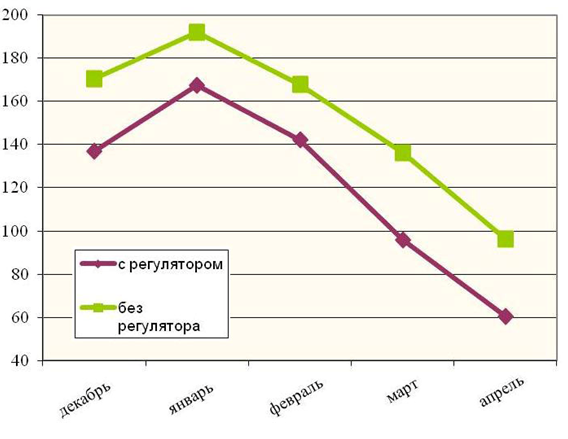 200
180
160
140
120
100
80
60
40
с регулятором
без
регулятора
декабрь
январь
февраль
март
апрель